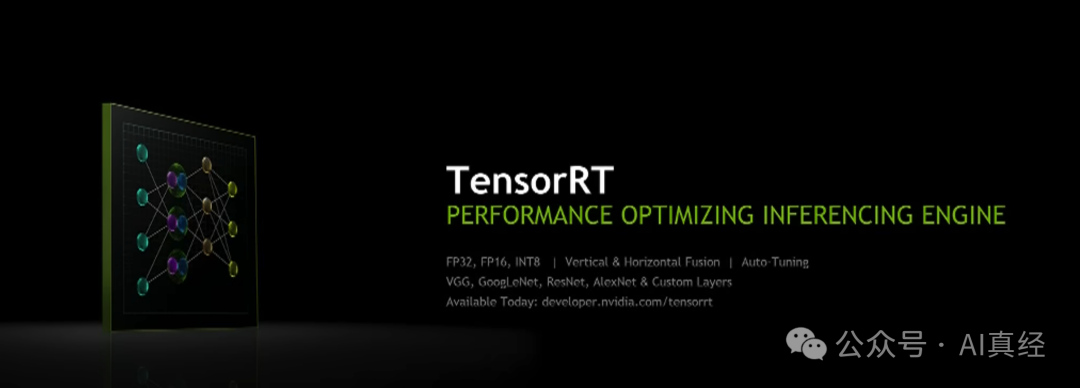 TensorRT
PERFORMANCE OPTIMIZING INFERENCING ENGINE
FP32, FP16, INT8 | Vertical & Horizontal Fusion | Auto-Tuning
VGG, GoogLeNet, ResNet, AlexNet & Custom Layers
Available Today: developer.nvidia.com/tensorrt
公众号 · AI真经